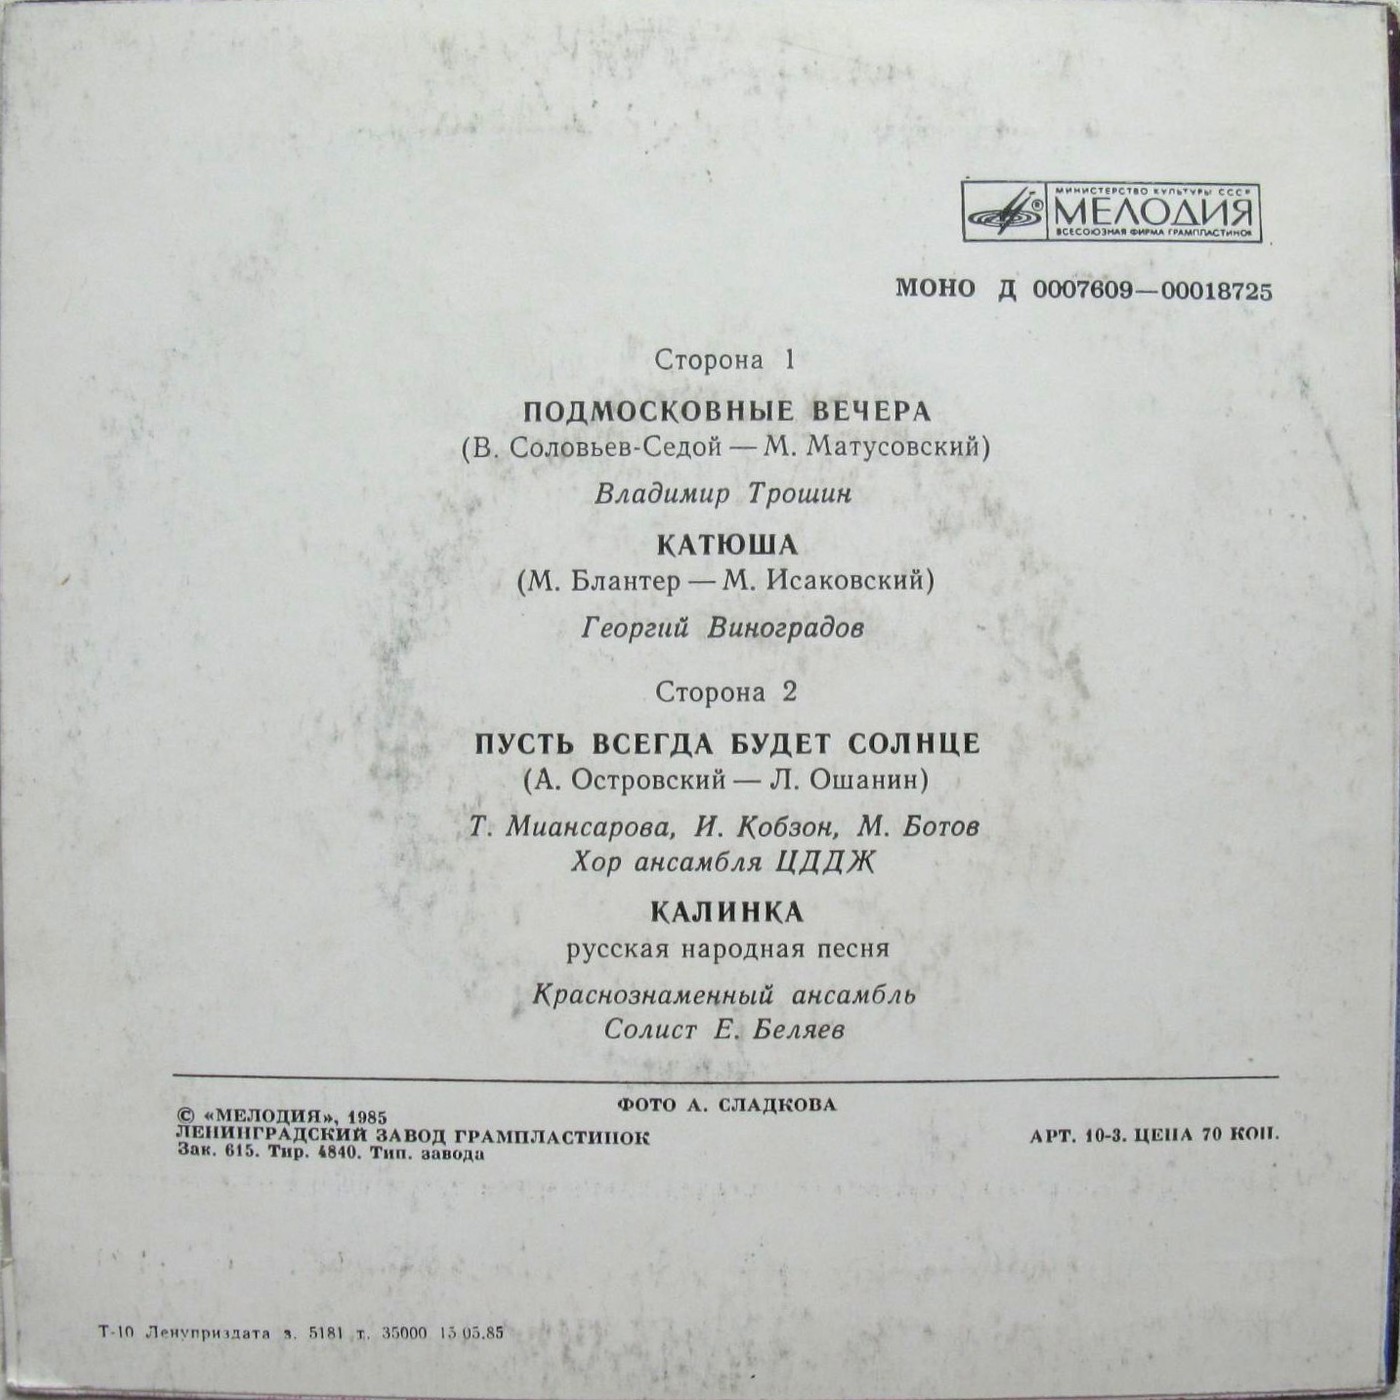 МИНИСТЕРСТВО КУЛЬТУРЫ СССР
МЕЛОДИЯ
ВСЕСОЮЗНАЯ ФИРМА ГРАМПЛАСТИНОК
МОНО Д 0007609—00018725
Сторона 1
ПОДМОСКОВНЫЕ ВЕЧЕРА
(В. Соловьев-Седой — М. Матусовский)
Владимир Трошин
КАТЮША
(М. Блантер — М. Исаковский)
Георгий Виноградов
Сторона 2
ПУСТЬ ВСЕГДА БУДЕТ СОЛНЦЕ
(А. Островский — Л. Ошанин)
Т. Миансарова, И. Кобзон, М. Ботов
Хор ансамбля ЦДДЖ
КАЛИНКА
русская народная песня
Краснознаменный ансамбль
Солист Е. Беляев
ФОТО А. СЛАДКОВА
© «МЕЛОДИЯ», 1985
ЛЕНИНГРАДСКИЙ ЗАВОД ГРАМПЛАСТИНОК
Зак. 615. Тир. 4840. Тип. завода
АРТ. 10-3. ЦЕНА 70 КОП.
Т-10 Ленуприздата з. 5181 т. 35000 13.05.85